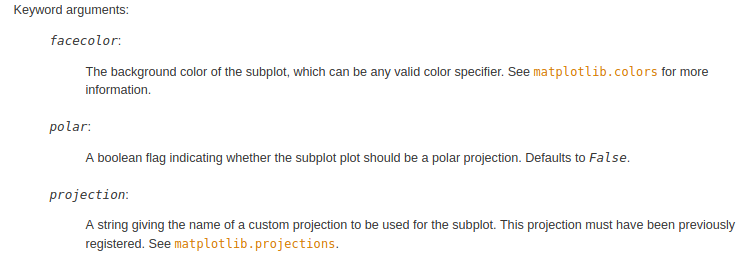 Keyword arguments:
facecolor:
The background color of the subplot, which can be any valid color specifier. See matplotlib.colors for more
information.
polar:
A boolean flag indicating whether the subplot plot should be a polar projection. Defaults to False.
projection:
A string giving the name of a custom projection to be used for the subplot. This projection must have been previously
registered. See matplotlib.projections.